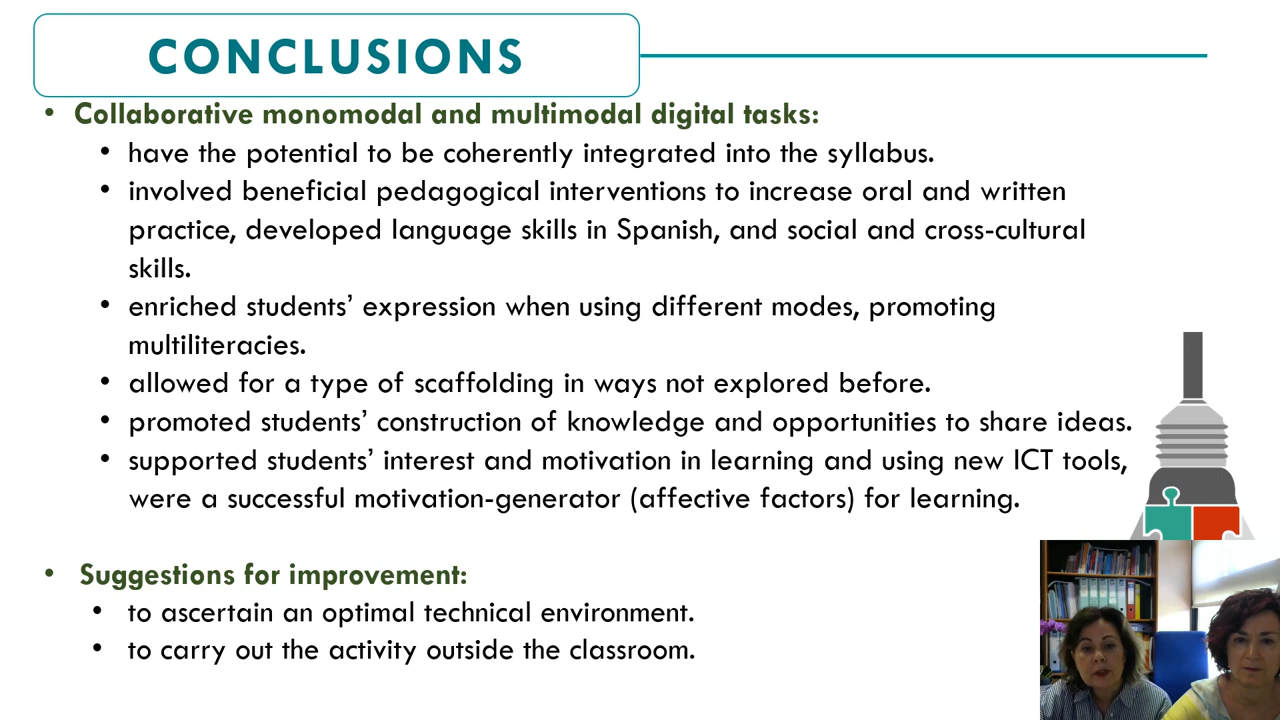 CONCLUSIONS
• Collaborative monomodal and multimodal digital tasks:
• have the potential to be coherently integrated into the syllabus.
• involved beneficial pedagogical interventions to increase oral and written
practice, developed language skills in Spanish, and social and cross-cultural
skills.
• enriched students’ expression when using different modes, promoting
multiliteracies.
• allowed for a type of scaffolding in ways not explored before.
• promoted students’ construction of knowledge and opportunities to share ideas.
• supported students’ interest and motivation in learning and using new ICT tools,
were a successful motivation-generator (affective factors) for learning.
• Suggestions for improvement:
• to ascertain an optimal technical environment.
• to carry out the activity outside the classroom.